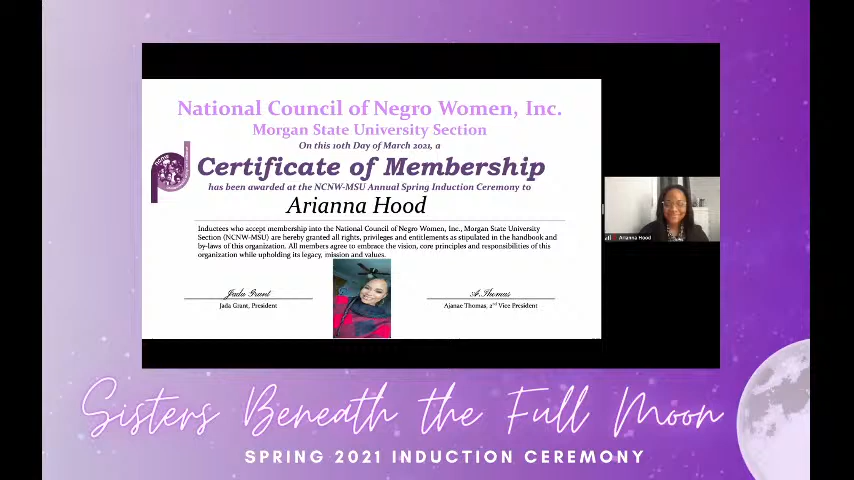 National Council of Negro Women, Inc.
Morgan State University Section
On this 10th Day of March 2021, a
Certificate of Membership
has been awarded at the NCNW-MSU Annual Spring Induction Ceremony to
Arianna Hood
Inductees who accept membership into the National Council of Negro Women, Inc., Morgan State University
Section (NCNW-MSU) are hereby granted all rights, privileges and entitlements as stipulated in the handbook and
by-laws of this organization. All members agree to embrace the vision, core principles and responsibilities of this
organization while upholding its legacy, mission and values.
Jada Grant
A.Thomas
Jada Grant, President
Ajanae Thomas, 2nd Vice President
Arianna Hood
Sisters Beneath the Full Moon
SPRING 2021 INDUCTION CEREMONY